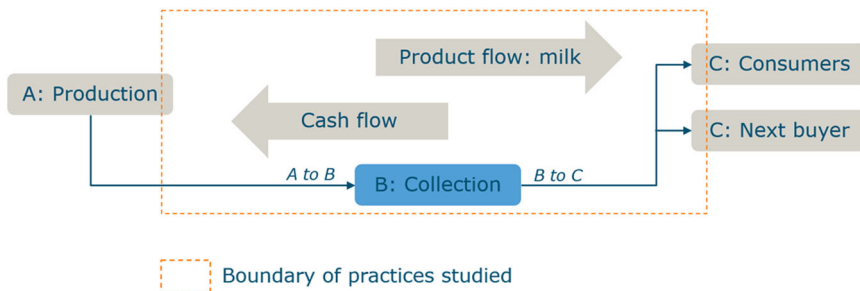 Product flow: milk
C: Consumers
A: Production
Cash flow
C: Next buyer
A to B
B: Collection
B to C
Boundary of practices studied